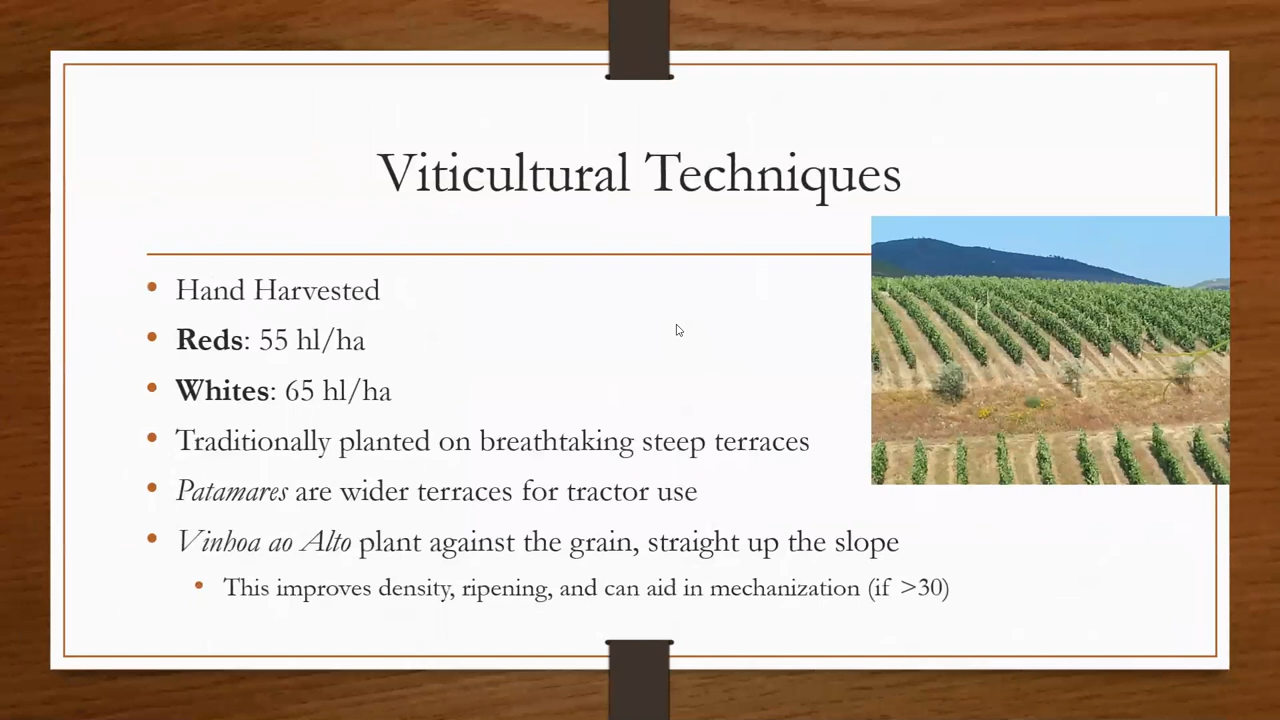 Viticultural Techniques
Hand Harvested
Reds: 55 hl/ha
Whites: 65 hl/ha
Traditionally planted on breathtaking steep terraces
Patamares are wider terraces for tractor use
Vinhoa ao Alto plant against the grain, straight up the slope
This improves density, ripening, and can aid in mechanization (if >30)